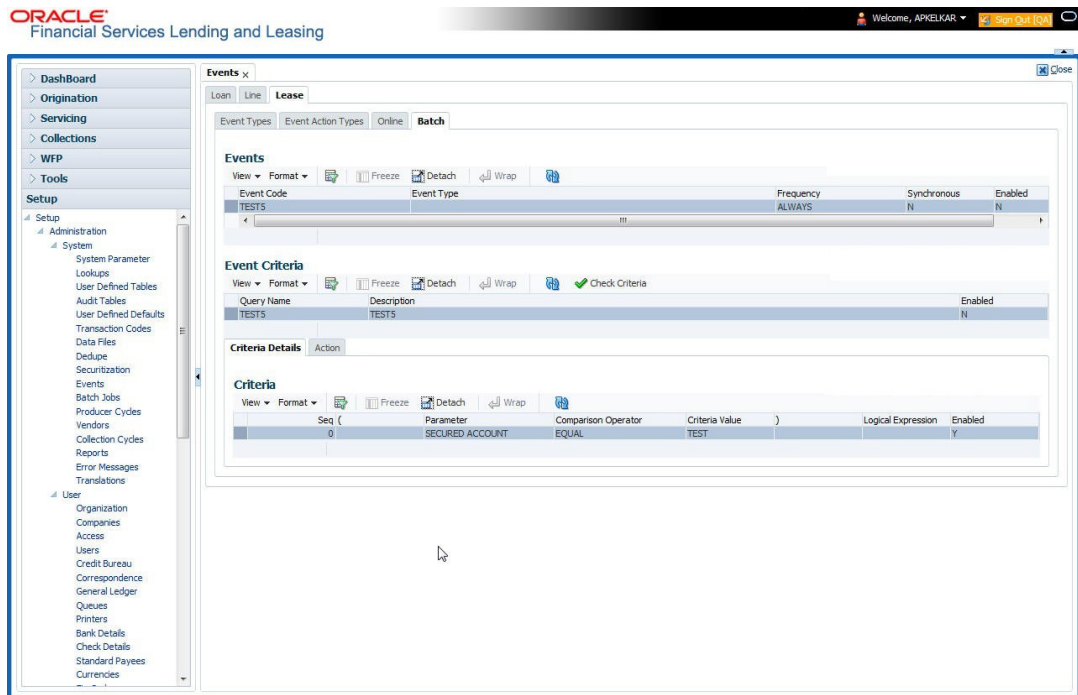 ORACLE
Financial Services Lending and Leasing
Welcome, APKELKAR
Sign Out [QA]
DashBoard
Origination
Servicing
Collections
WFP
Tools
Setup
Setup
Administration
System
System Parameter
Lookups
User Defined Tables
Audit Tables
User Defined Defaults
Transaction Codes
Data Files
Dedupe
Securitization
Events
Batch Jobs
Producer Cycles
Vendors
Collection Cycles
Reports
Error Messages
Translations
User
Organization
Companies
Access
Users
Credit Bureau
Correspondence
General Ledger
Queues
Printers
Bank Details
Check Details
Standard Payees
Currencies
Events
Close
Loan Line Lease
Event Types Event Action Types Online Batch
Events
View Format Freeze Detach Wrap
Event Code Event Type Frequency Synchronous Enabled
TEST5 ALWAYS N N
Event Criteria
View Format Freeze Detach Wrap Check Criteria
Query Name Description Enabled
TEST5 TEST5 N
Criteria Details Action
Criteria
View Format Freeze Detach Wrap
Seq ( Parameter Comparison Operator Criteria Value ) Logical Expression Enabled
0 SECURED ACCOUNT EQUAL TEST Y